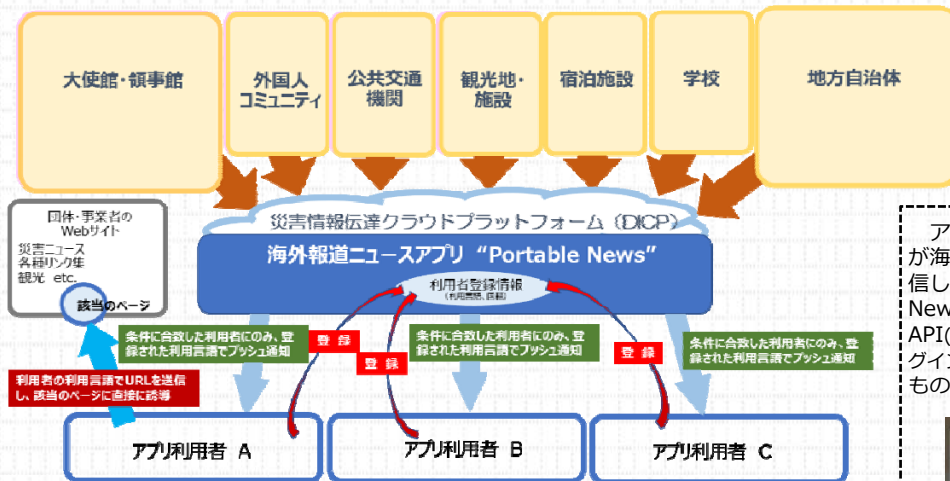 大使館・領事館
外国人
コミュニティ
公共交通
機関
観光地・
施設
宿泊施設
学校
地方自治体
災害情報伝達クラウドプラットフォーム (DICP)
海外報道ニュースアプリ “Portable News”
利用者登録情報
(利用言語、国籍)
団体・事業者の
Webサイト
災害ニュース
各種リンク集
観光 etc.
該当のページ
条件に合致した利用者にのみ、登
録された利用言語でプッシュ通知
登 録
登 録
条件に合致した利用者にのみ、登
録された利用言語でプッシュ通知
登 録
条件に合致した利用者にのみ、登
録された利用言語でプッシュ通知
利用者の利用言語でURLを送信
し、該当のページに直接に誘導
アプリ利用者 A
アプリ利用者 B
アプリ利用者 C
ア
が海
信し
New
API(
グイン
もの